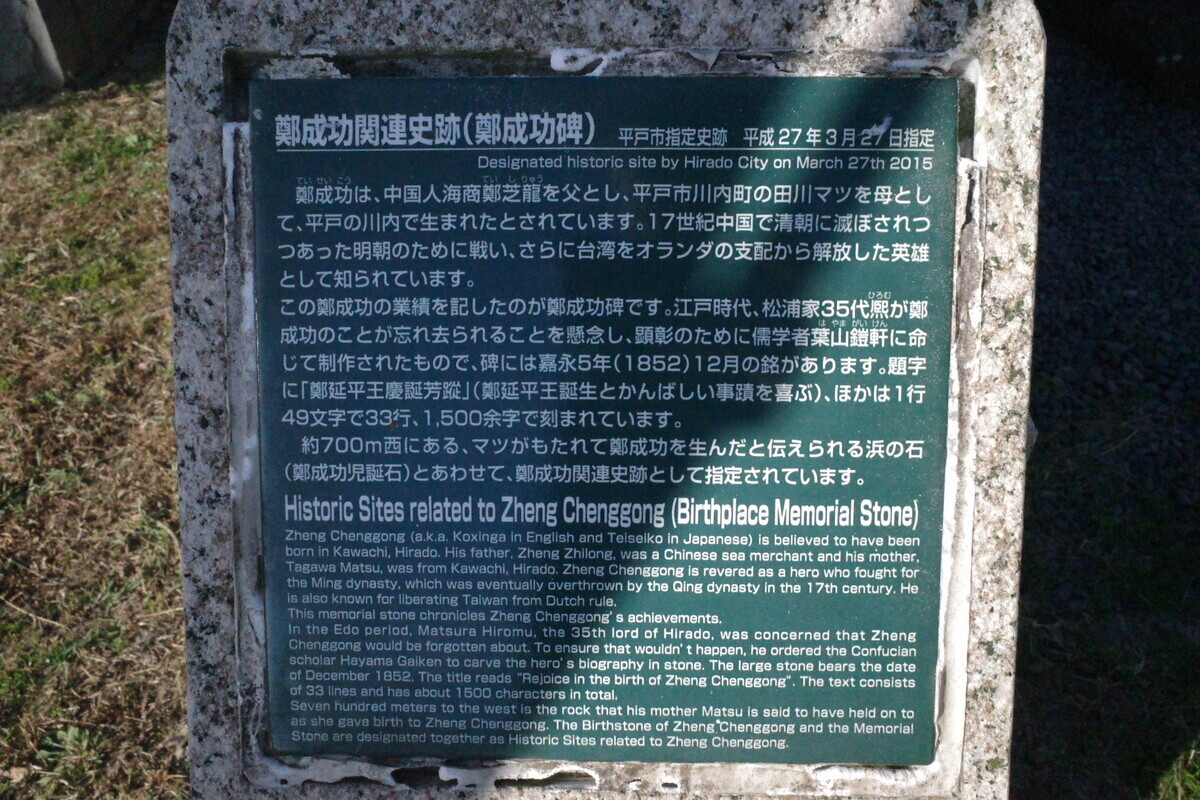 鄭成功関連史跡(鄭成功碑) 平戸市指定史跡 平成27年3月27日指定
Designated historic site by Hirado City on March 27th 2015
てい せい こう てい し りゅう
鄭成功は、中国人海商鄭芝龍を父とし、平戸市川内町の田川マツを母とし
て、平戸の川内で生まれたとされています。17世紀中国で清朝に滅ぼされつ
つあった明朝のために戦い、さらに台湾をオランダの支配から解放した英雄
として知られています。
ひろむ
この鄭成功の業績を記したのが鄭成功碑です。江戸時代、松浦家35代熈が鄭
は やま がい けん
成功のことが忘れ去られることを懸念し、顕彰のために儒学者葉山鎧軒に命
じて制作されたもので、碑には嘉永5年(1852)12月の銘があります。題字
に「鄭延平王慶誕芳蹤」(鄭延平王誕生とかんばしい事蹟を喜ぶ)、ほかは1行
49文字で33行、1,500余字で刻まれています。
約700m西にある、マツがもたれて鄭成功を生んだと伝えられる浜の石
(鄭成功児誕石)とあわせて、鄭成功関連史跡として指定されています。
Historic Sites related to Zheng Chenggong (Birthplace Memorial Stone)
Zheng Chenggong (a.k.a. Koxinga in English and Teiseiko in Japanese) is believed to have been
born in Kawachi, Hirado. His father, Zheng Zhilong, was a Chinese sea merchant and his mother,
Tagawa Matsu, was from Kawachi, Hirado. Zheng Chenggong is revered as a hero who fought for
the Ming dynasty, which was eventually overthrown by the Qing dynasty in the 17th century. He
is also known for liberating Taiwan from Dutch rule.
This memorial stone chronicles Zheng Chenggong's achievements.
In the Edo period, Matsura Hiromu, the 35th lord of Hirado, was concerned that Zheng
Chenggong would be forgotten about. To ensure that wouldn't happen, he ordered the Confucian
scholar Hayama Gaiken to carve the hero's biography in stone. The large stone bears the date
of December 1852. The title reads "Rejoice in the birth of Zheng Chenggong". The text consists
of 33 lines and has about 1500 characters in total.
Seven hundred meters to the west is the rock that his mother Matsu is said to have held on to
as she gave birth to Zheng Chenggong. The Birthstone of Zheng Chenggong and the Memorial
Stone are designated together as Historic Sites related to Zheng Chenggong.